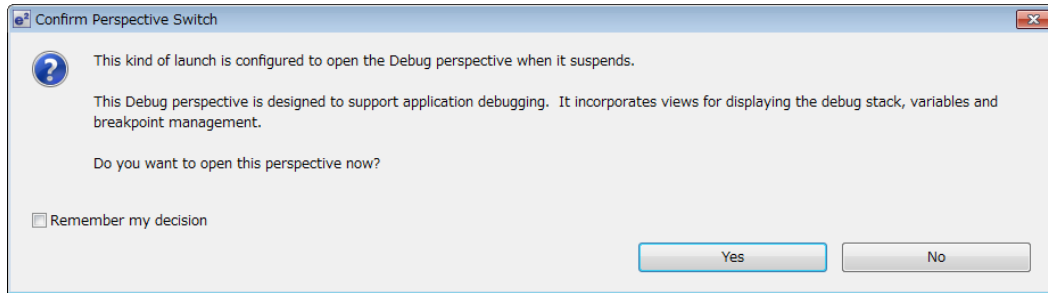 e² Confirm Perspective Switch
This kind of launch is configured to open the Debug perspective when it suspends.
This Debug perspective is designed to support application debugging.  It incorporates views for displaying the debug stack, variables and
breakpoint management.
Do you want to open this perspective now?
Remember my decision
Yes No